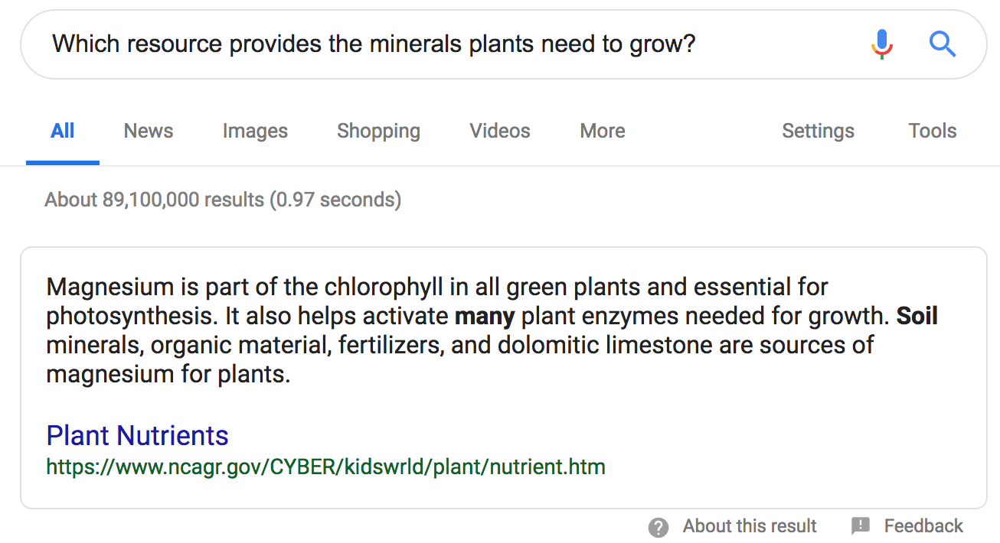 Which resource provides the minerals plants need to grow?
All News Images Shopping Videos More Settings Tools
About 89,100,000 results (0.97 seconds)
Magnesium is part of the chlorophyll in all green plants and essential for
photosynthesis. It also helps activate many plant enzymes needed for growth. Soil
minerals, organic material, fertilizers, and dolomitic limestone are sources of
magnesium for plants.
Plant Nutrients
https://www.ncagr.gov/CYBER/kidswrld/plant/nutrient.htm
About this result Feedback